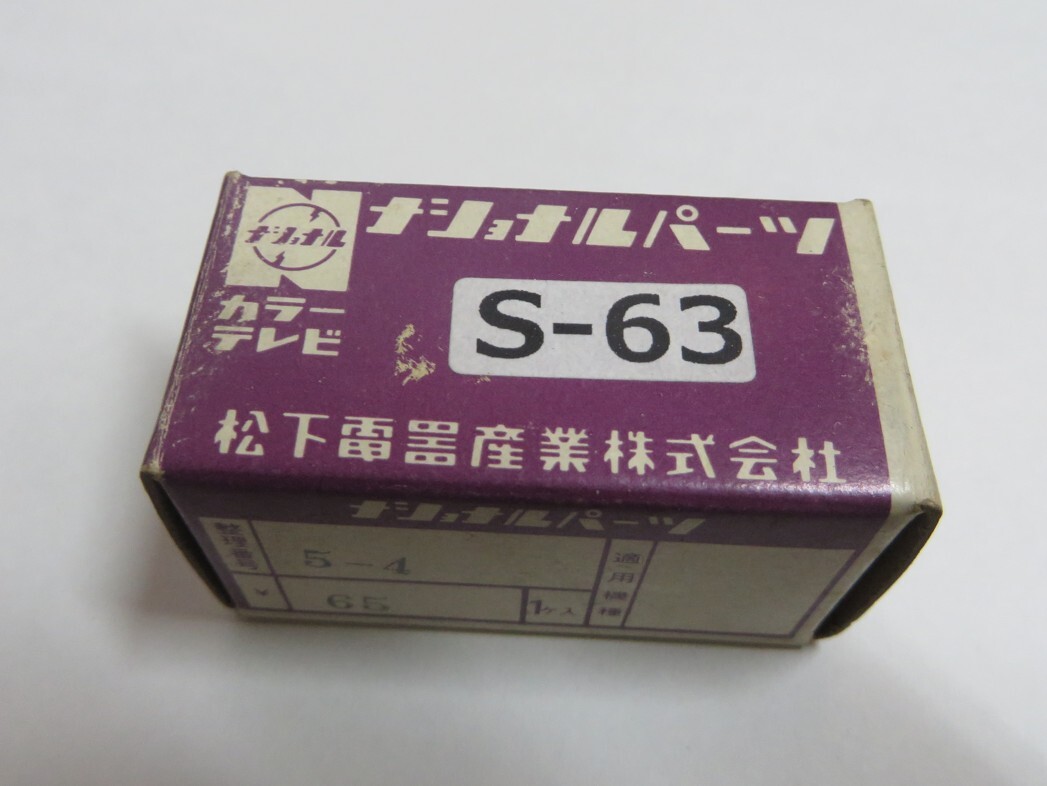 ナショナル
ナショナルパーツ
カラー
テレビ
S-63
松下電器産業株式会社
ナショナルパーツ
5-4
適用機種
65
1ヶ入